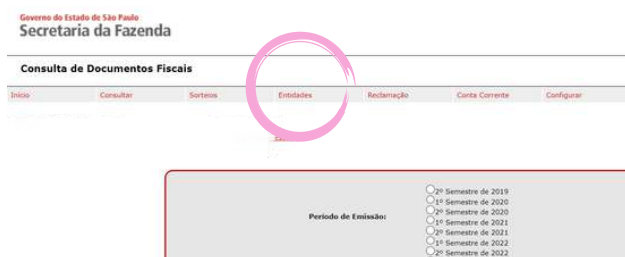 Governo do Estado de São Paulo
Secretaria da Fazenda
Consulta de Documentos Fiscais
Início Consultar Sorteios Entidades Reclamação Conta Corrente Configurar
Período de Emissão:
2º Semestre de 2019
1º Semestre de 2020
2º Semestre de 2020
1º Semestre de 2021
2º Semestre de 2021
1º Semestre de 2022
2º Semestre de 2022